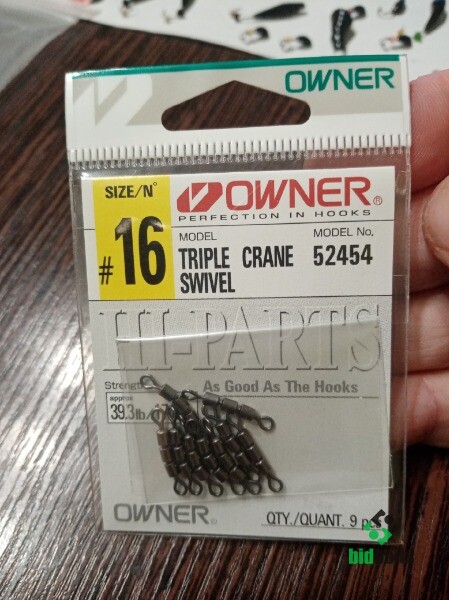 OWNER
SIZE/N°
#16
OWNER®
PERFECTION IN HOOKS
MODEL MODEL No,
TRIPLE CRANE 52454
SWIVEL
HI-PARTS
Strength As Good As The Hooks
approx
39.3lb
OWNER®
QTY./QUANT. 9
bid